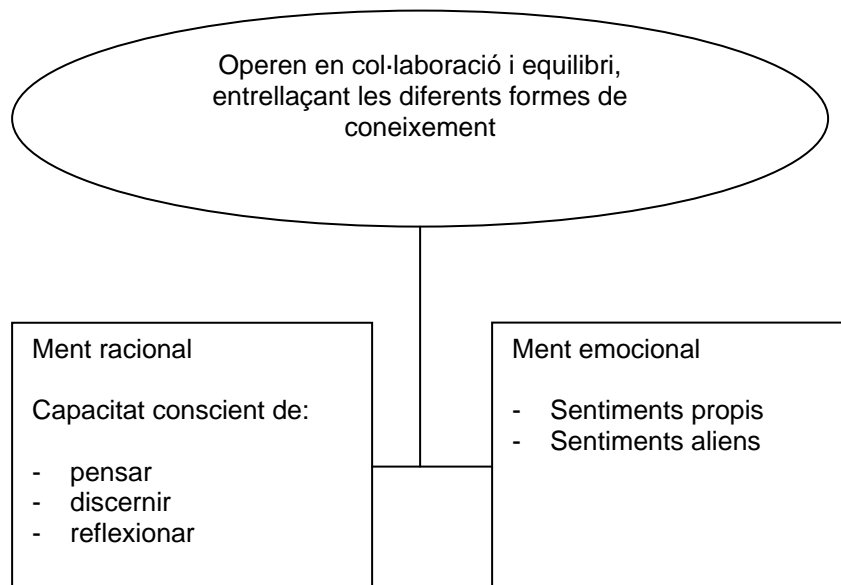 Operen en col·laboració i equilibri,
entrellaçant les diferents formes de
coneixement
Ment racional
Capacitat conscient de:
- pensar
- discernir
- reflexionar
Ment emocional
- Sentiments propis
- Sentiments aliens